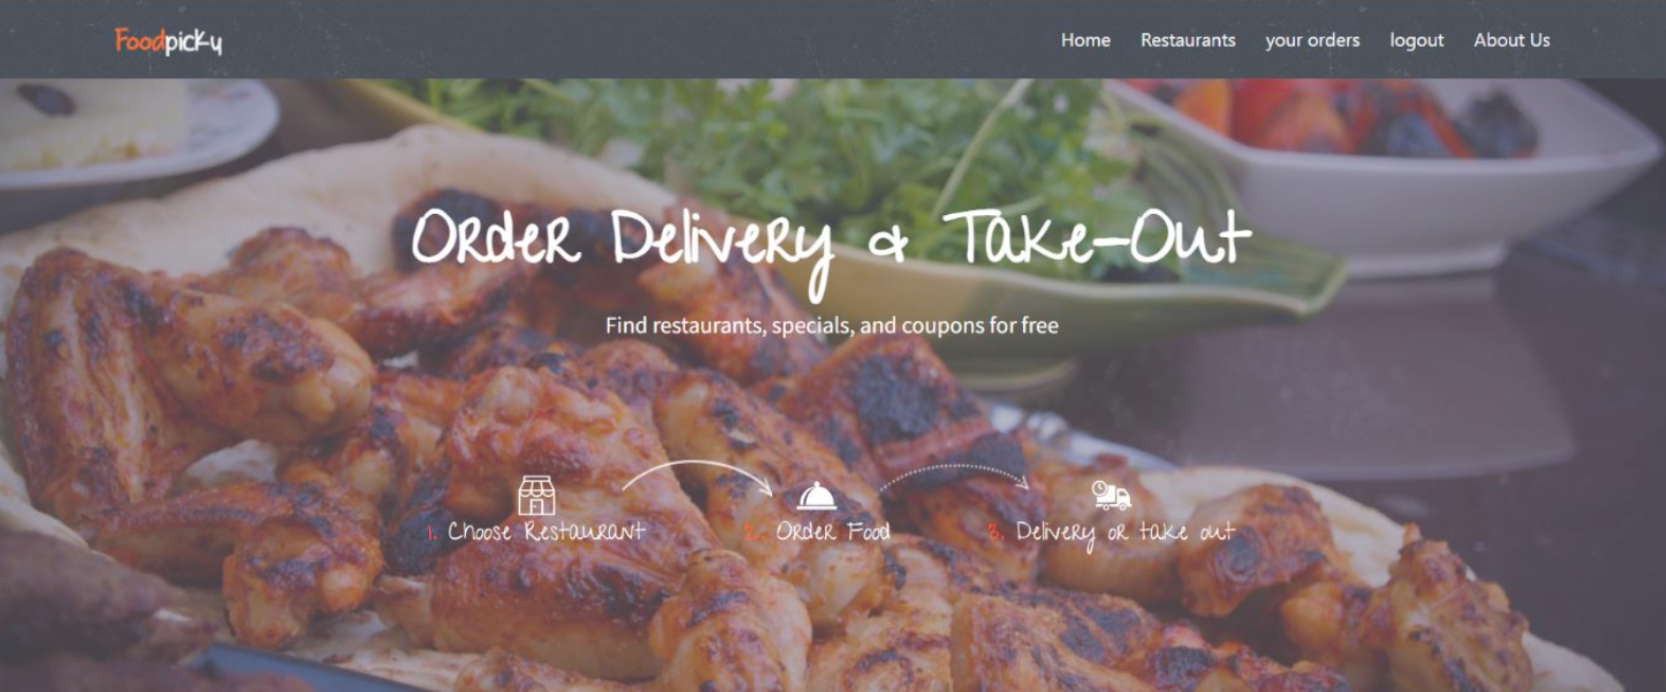 Foodpicky
Home Restaurants your orders logout About Us
Order Delivery & Take-Out
Find restaurants, specials, and coupons for free
1. Choose Restaurant
2. Order Food
3. Delivery or take out